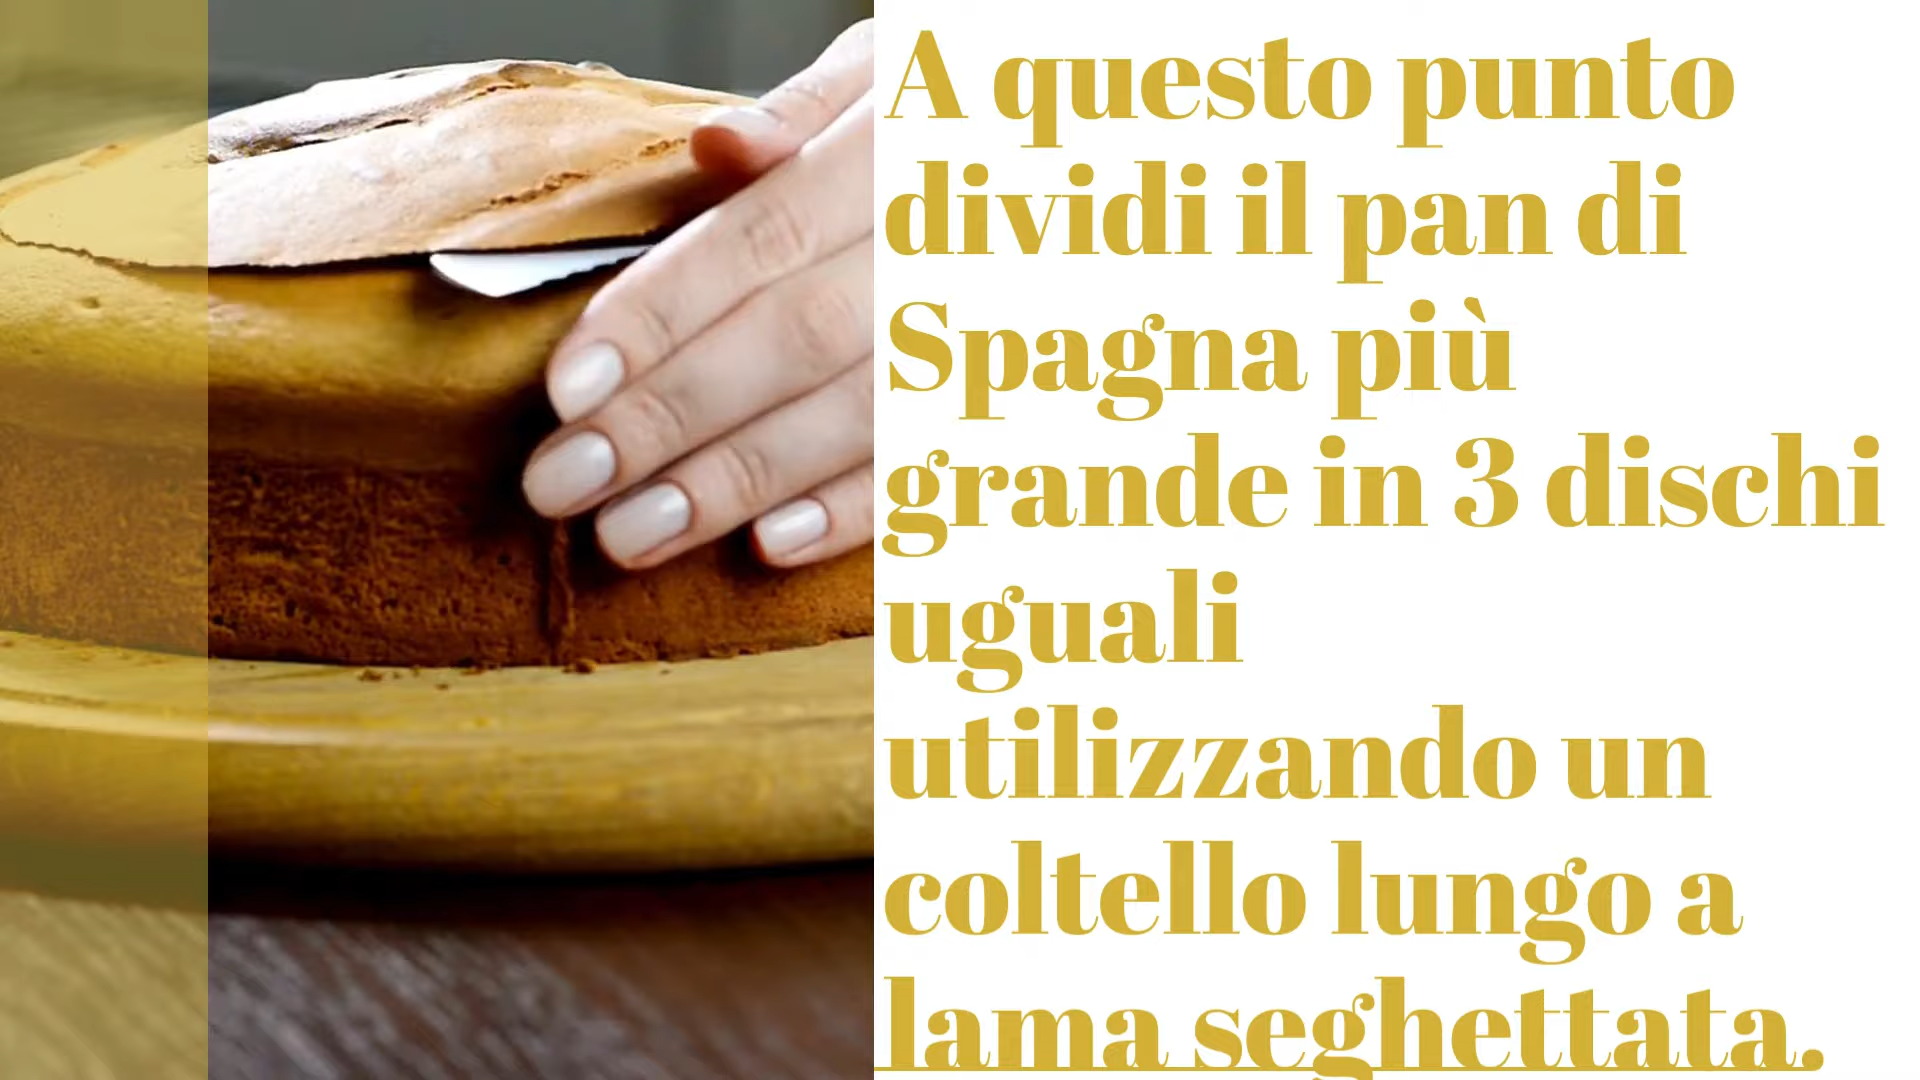 A questo punto
dividi il pan di
Spagna più
grande in 3 dischi
uguali
utilizzando un
coltello lungo a
lama seghettata.